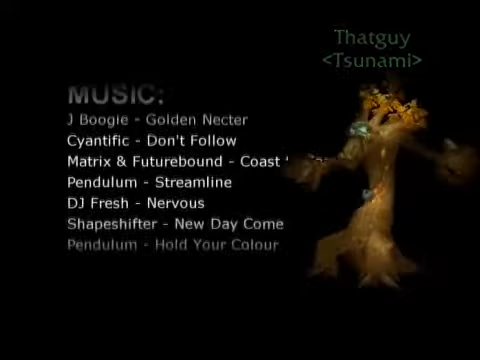 Thatguy
<Tsunami>
MUSIC:
J Boogie - Golden Necter
Cyantific - Don't Follow
Matrix & Futurebound - Coast
Pendulum - Streamline
DJ Fresh - Nervous
Shapeshifter - New Day Come
Pendulum - Hold Your Colour